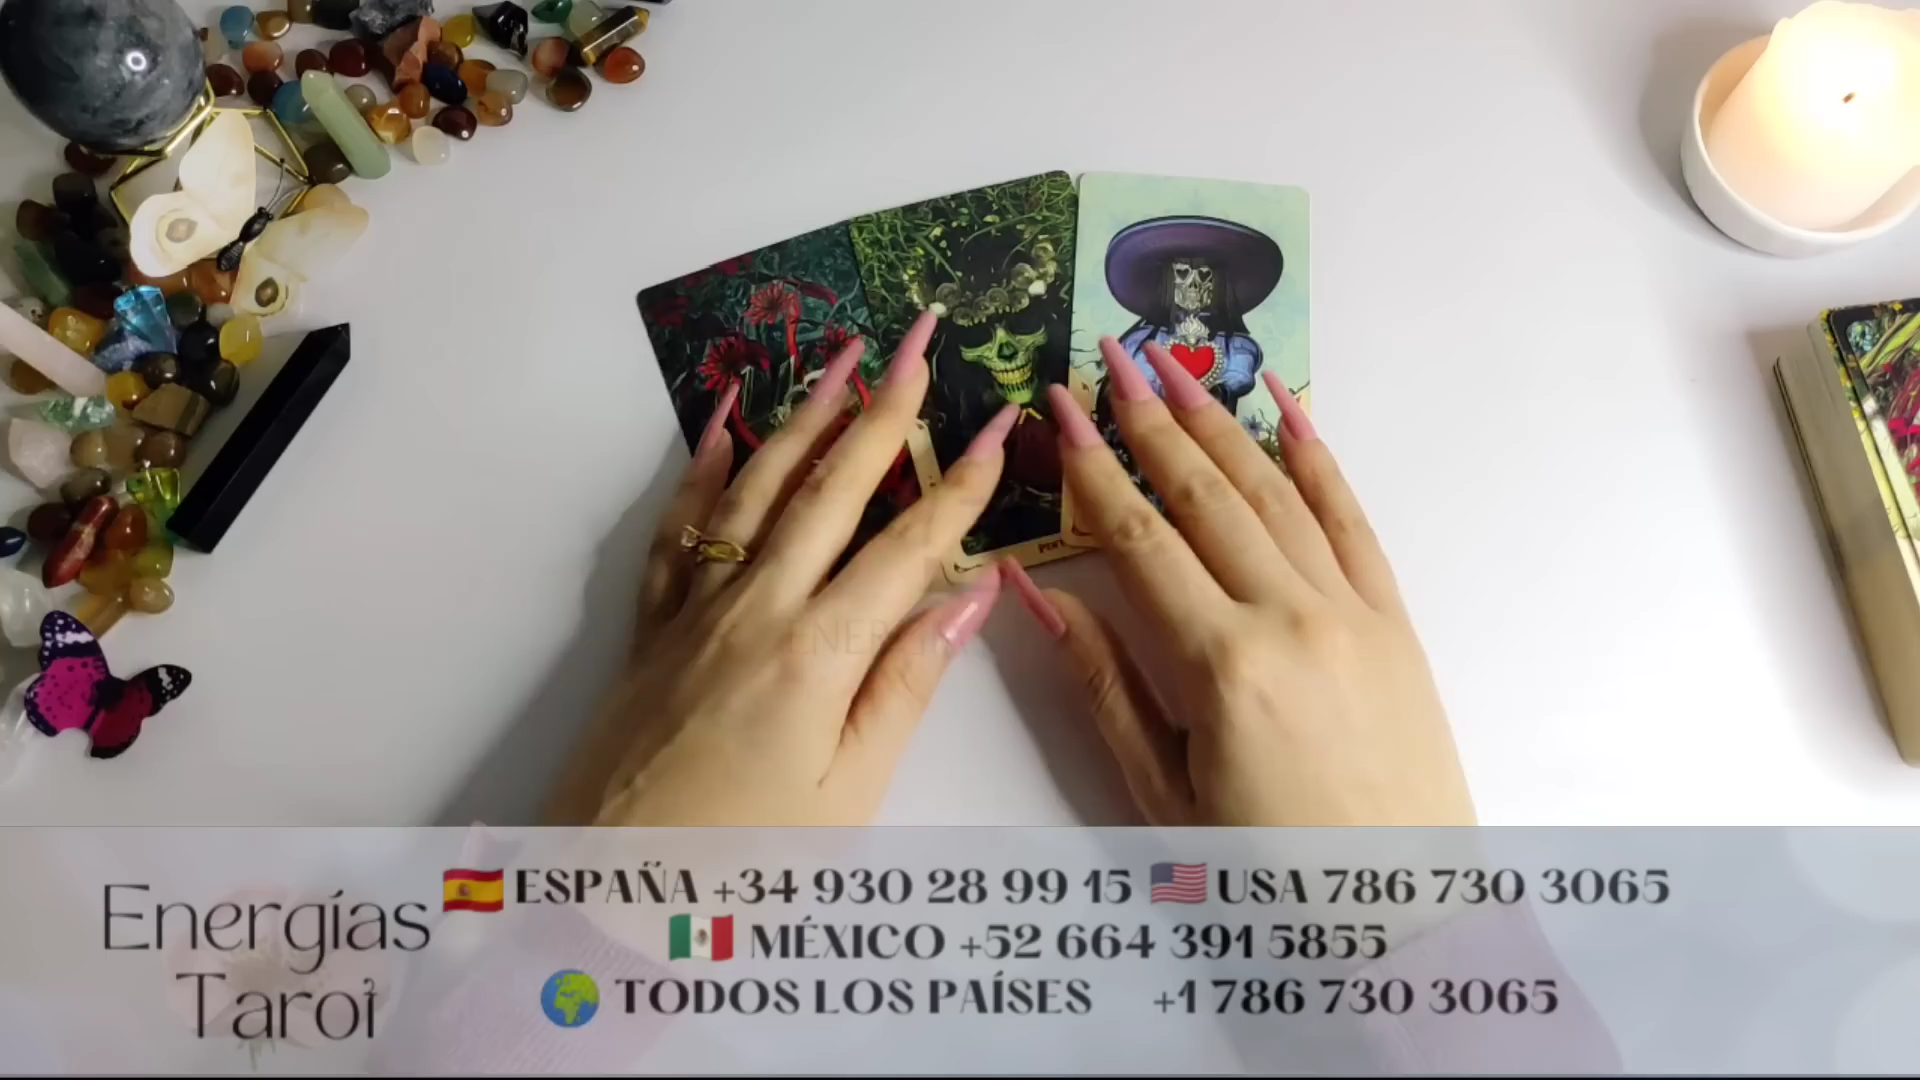 ENERGÍAS
Energías
Tarot
ESPAÑA +34 930 28 99 15 USA 786 730 3065
MÉXICO +52 664 391 5855
TODOS LOS PAÍSES +1 786 730 3065